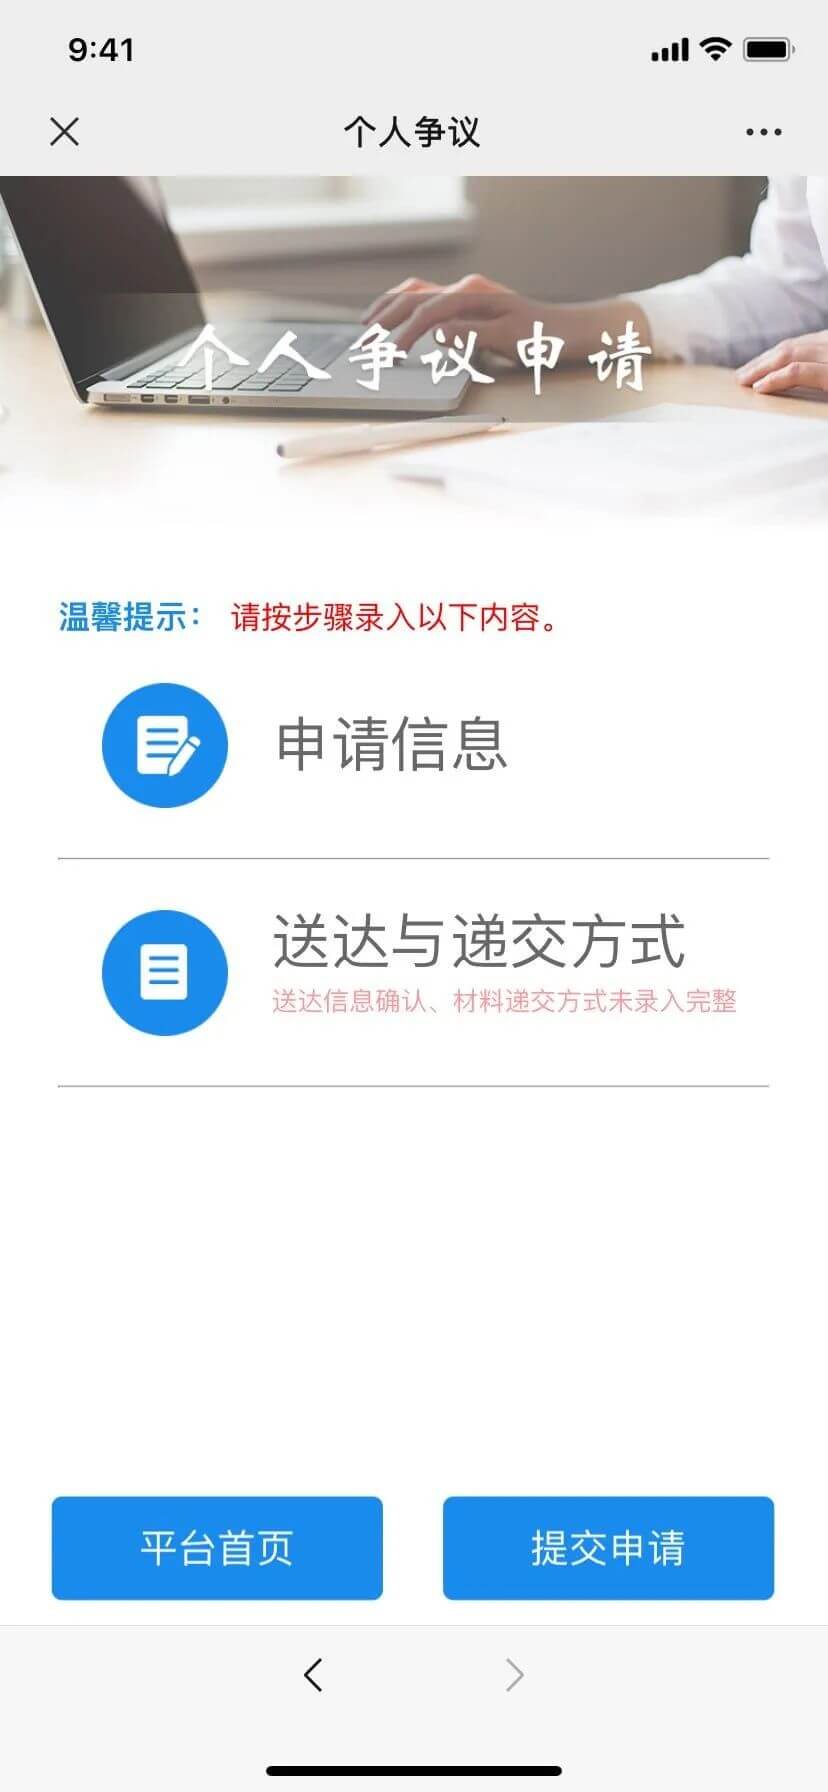 9:41
个人争议
个人争议申请
温馨提示： 请按步骤录入以下内容。
申请信息
送达与递交方式
送达信息确认、材料递交方式未录入完整
平台首页
提交申请